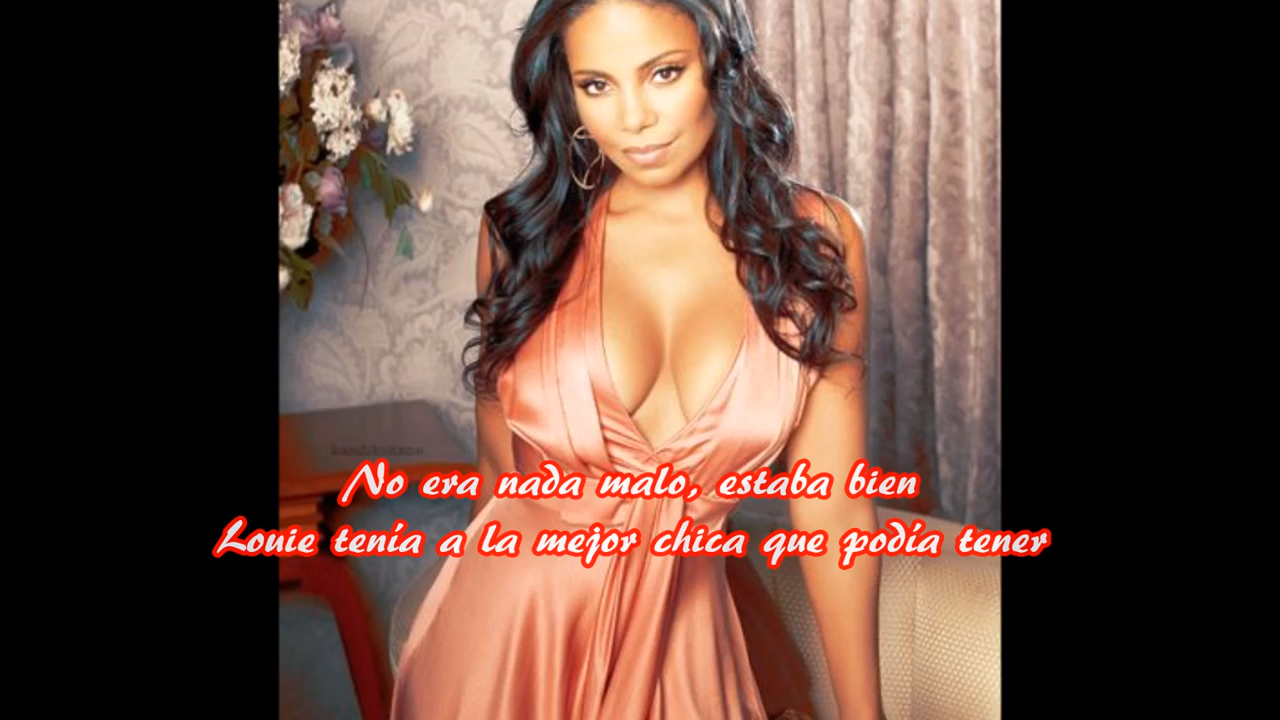 No era nada malo, estaba bien
Louie tenía a la mejor chica que podía tener